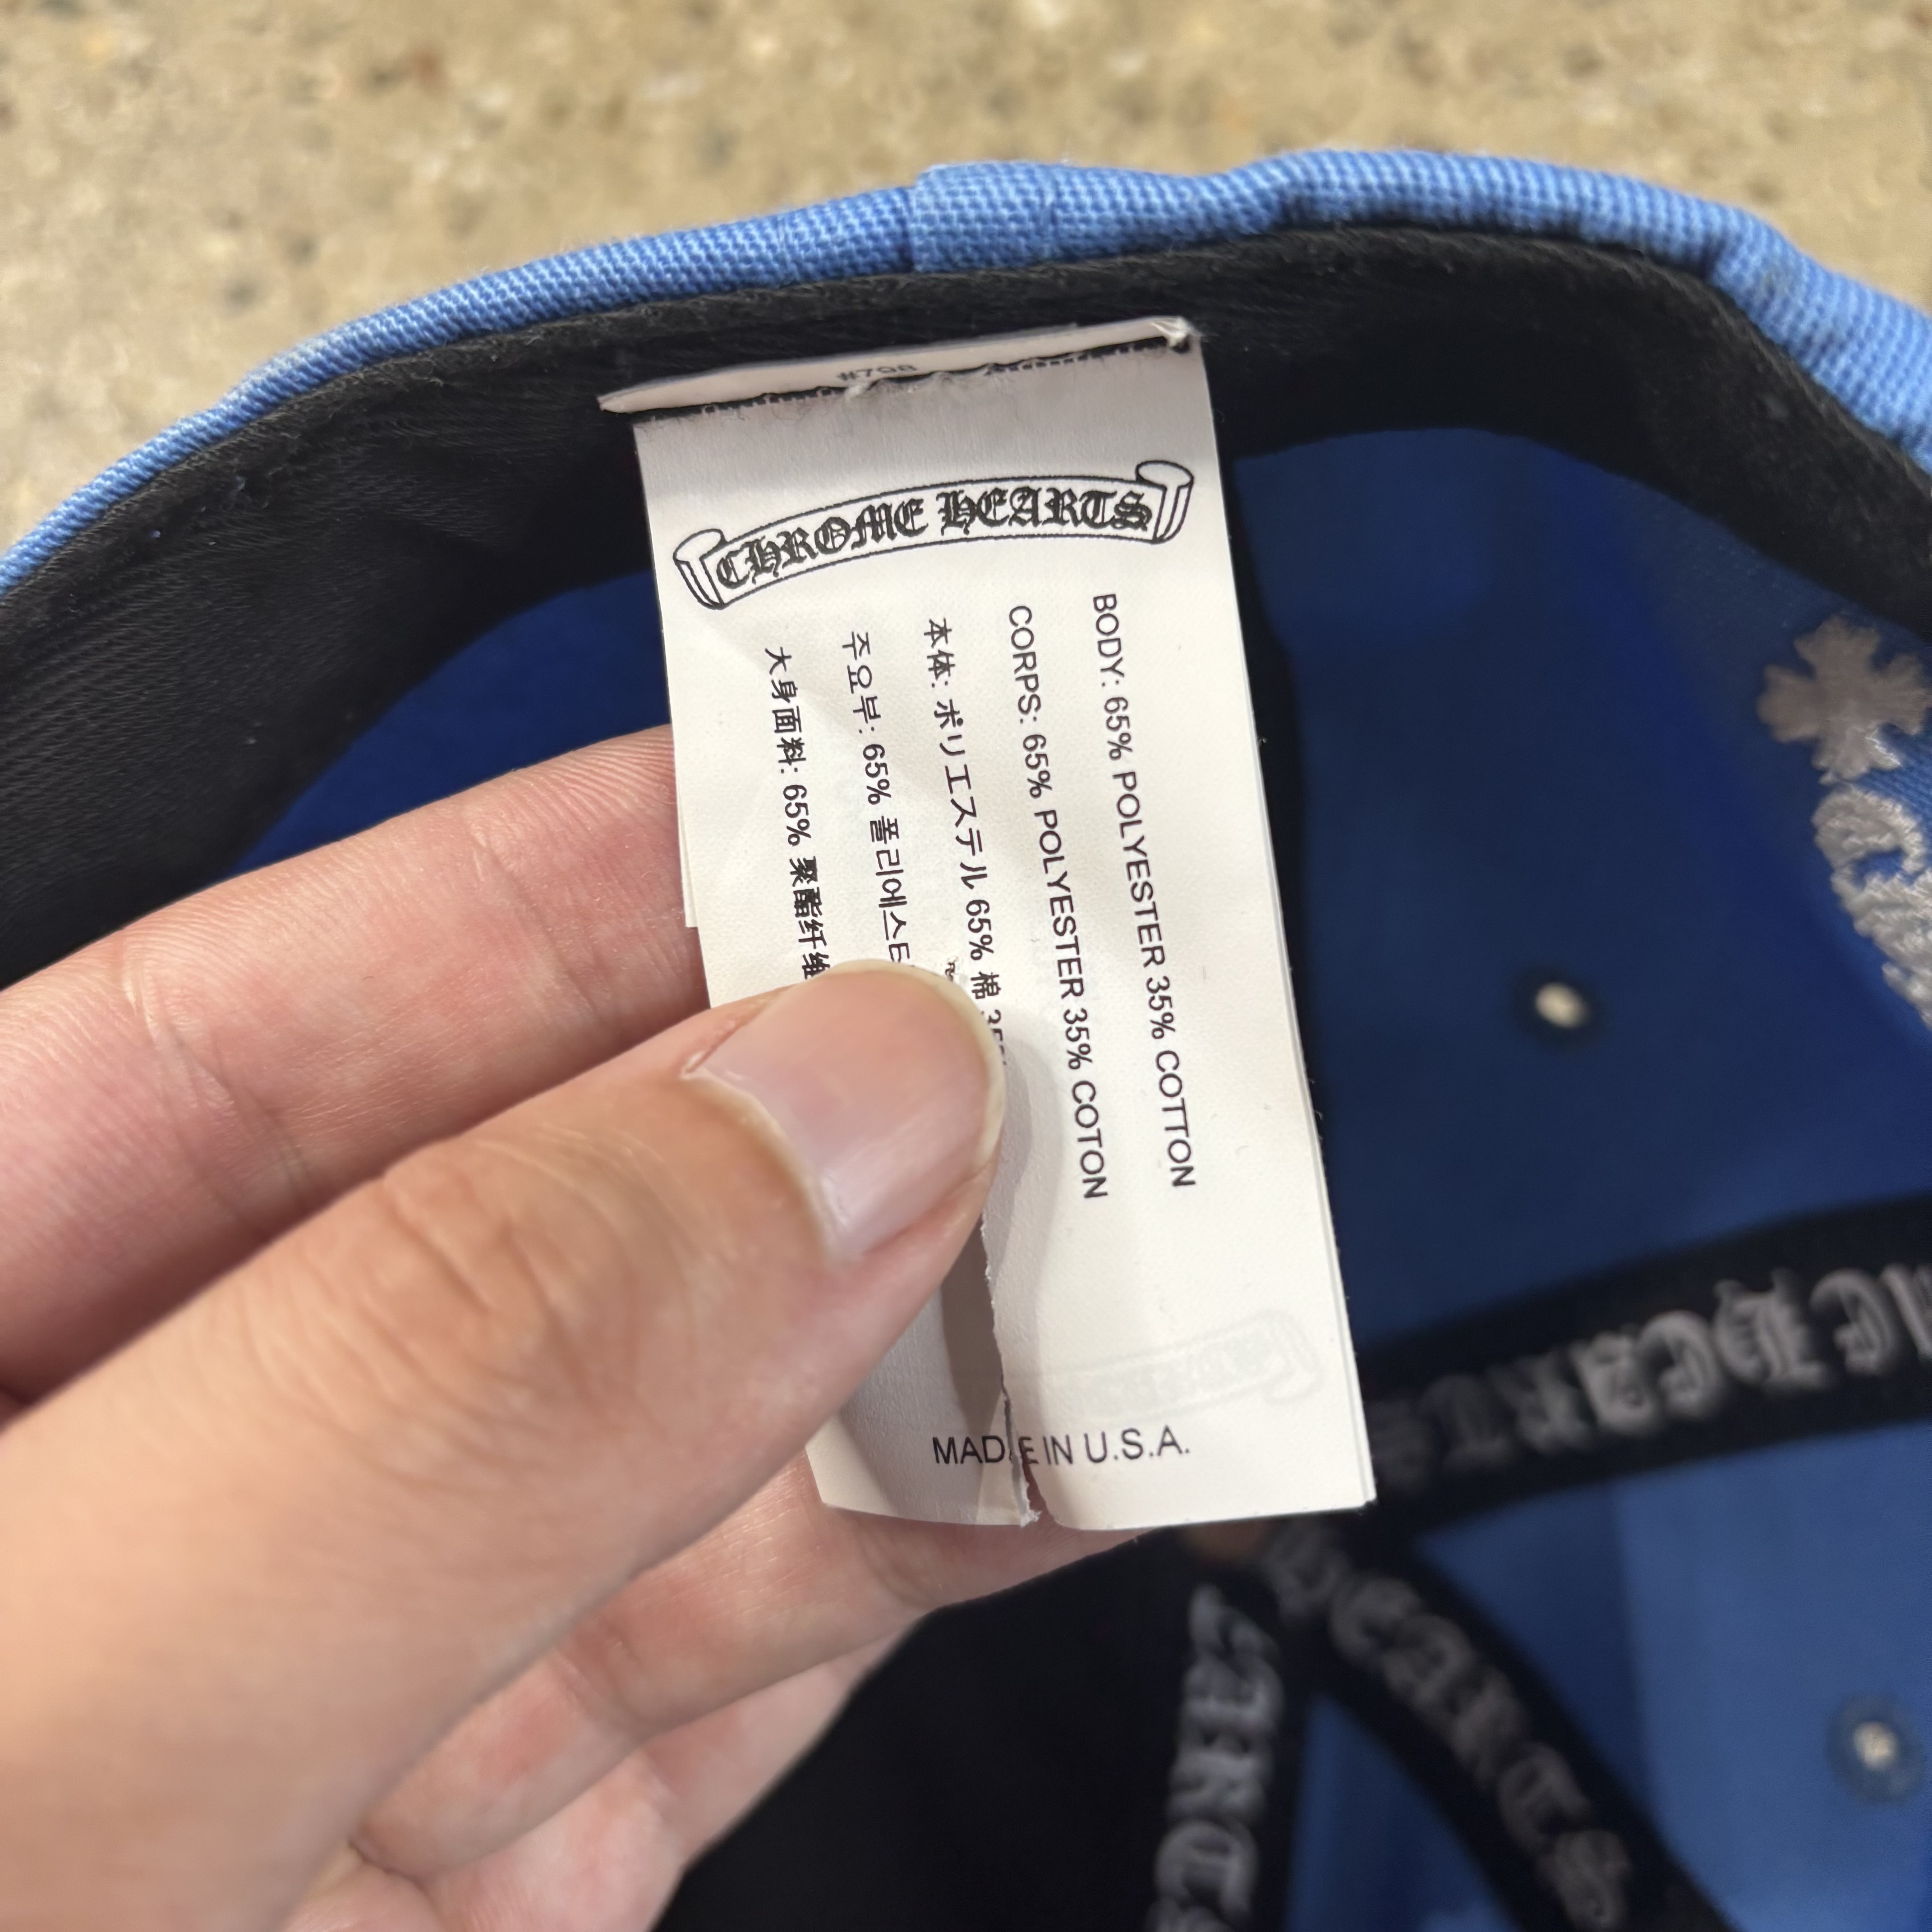 CHROME HEARTS
BODY: 65% POLYESTER 35% COTTON
CORPS: 65% POLYESTER 35% COTON
本体: ポリエステル 65% 棉
주요부: 65% 폴리에스
大身面料: 65% 聚酯纤维
MADE IN U.S.A.
HEARTS
HEARTS